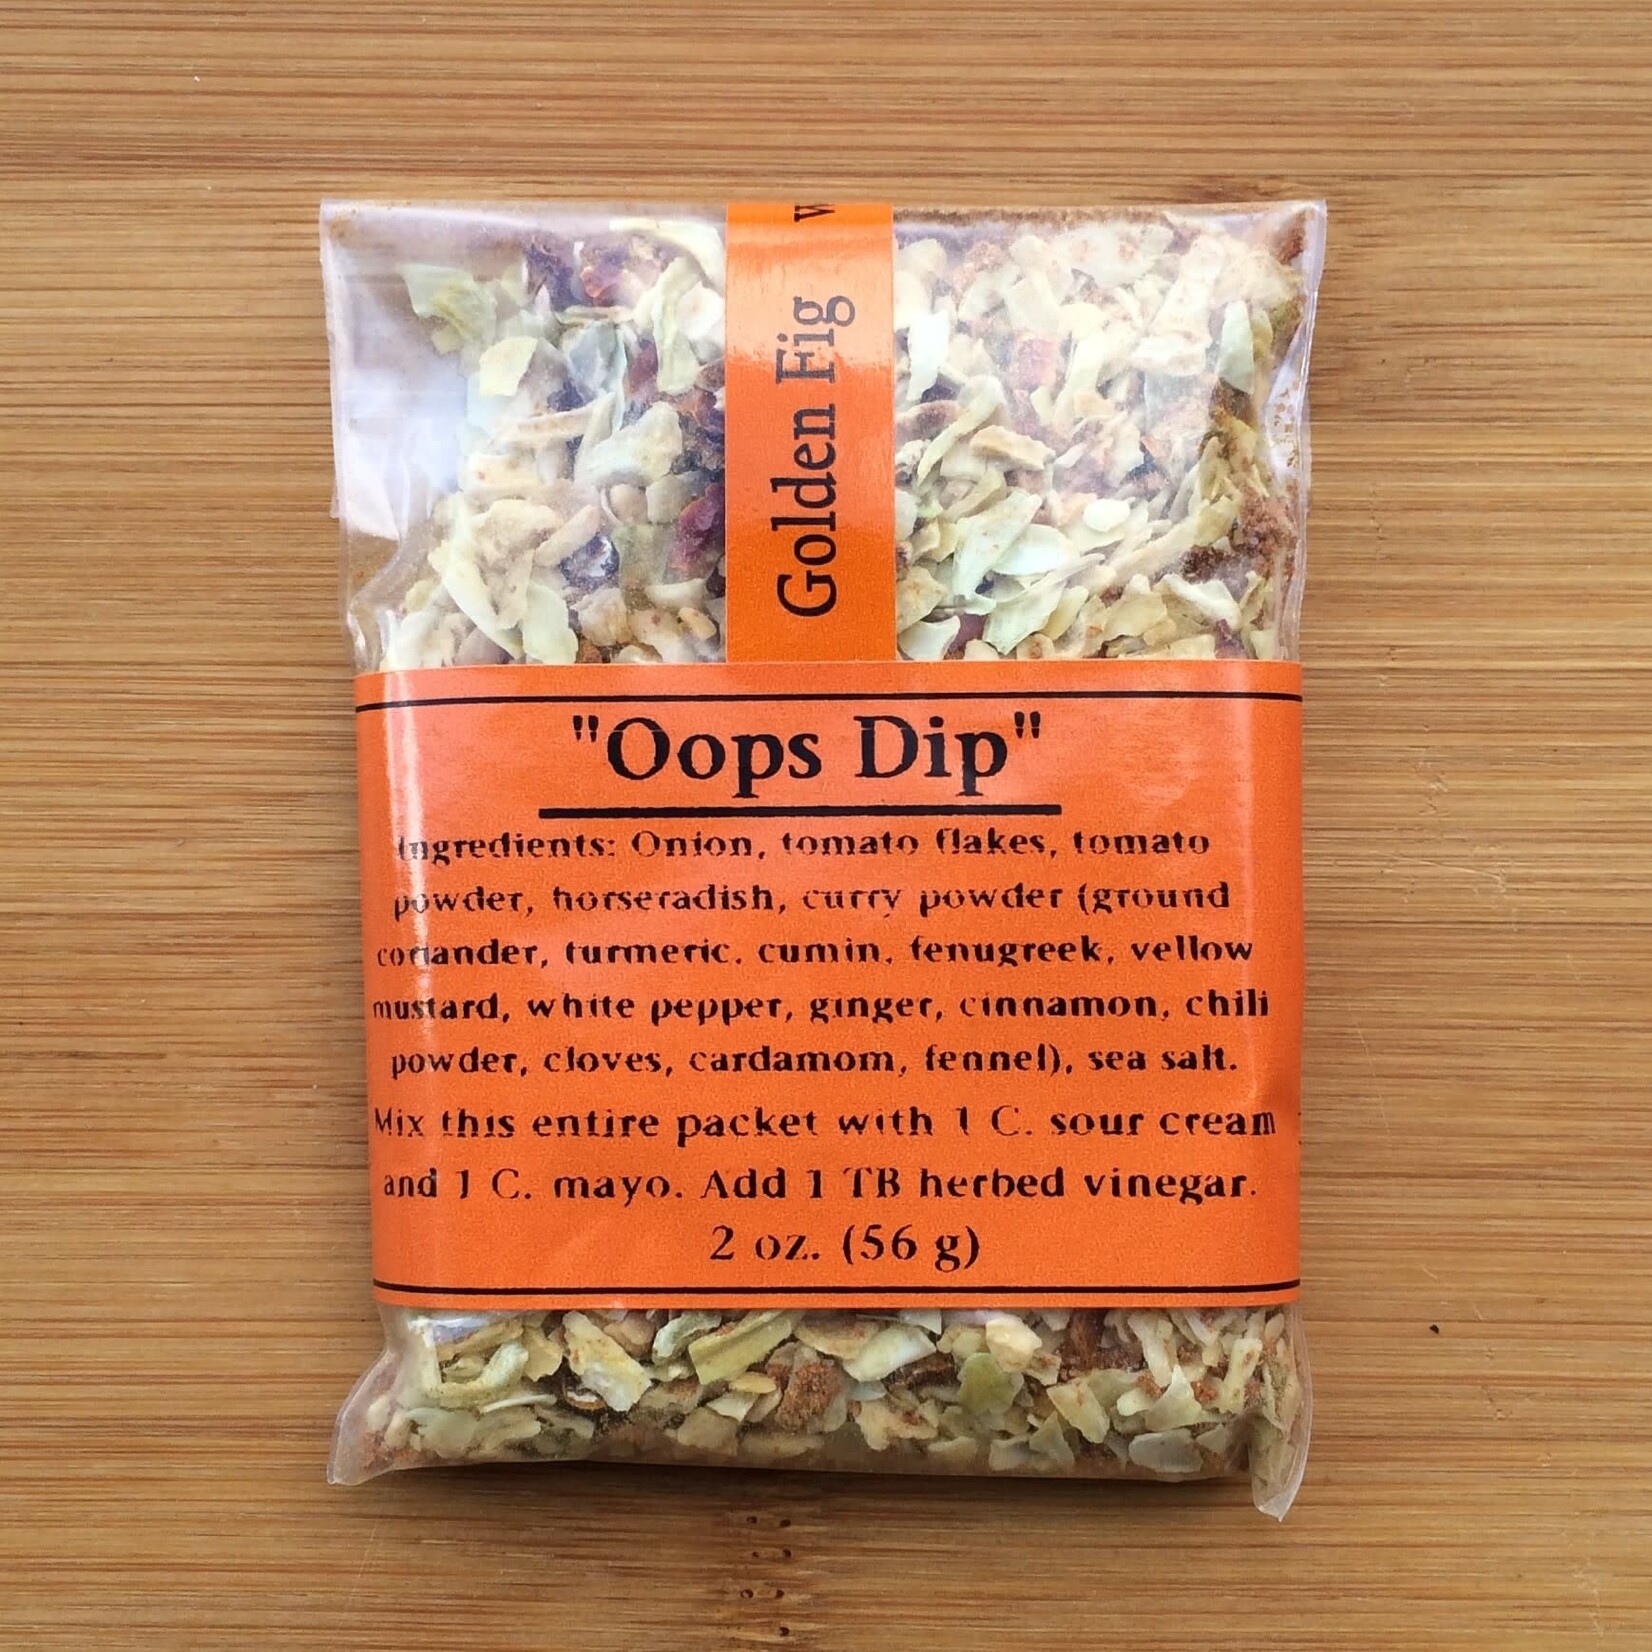 Golden Fig
"Oops Dip"
Ingredients: Onion, tomato flakes, tomato
powder, horseradish, curry powder (ground
coriander, turmeric, cumin, fenugreek, yellow
mustard, white pepper, ginger, cinnamon, chili
powder, cloves, cardamom, fennel), sea salt.
Mix this entire packet with 1 C. sour cream
and 1 C. mayo. Add 1 TB herbed vinegar.
2 oz. (56 g)